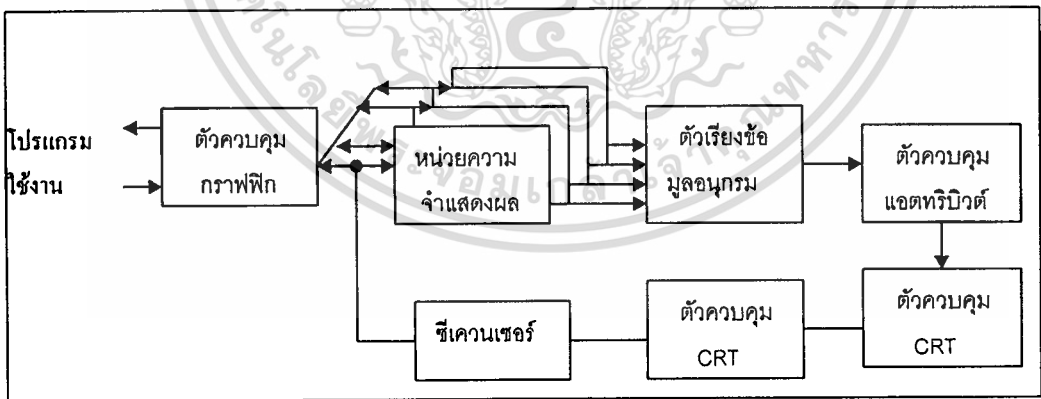 โปรแกรม
ใช้งาน
ตัวควบคุม
กราฟฟิก
หน่วยความ
จำแสดงผล
ตัวเรียงข้อ
มูลอนุกรม
ตัวควบคุม
แอตทริบิวต์
ซีเควนเซอร์
ตัวควบคุม
CRT
ตัวควบคุม
CRT